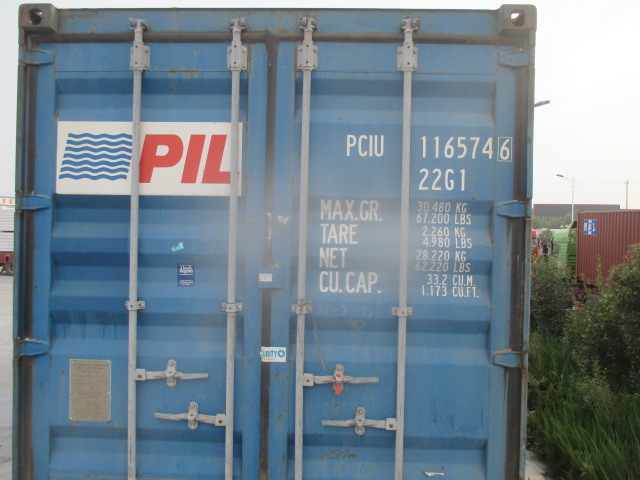 PIL
PCIU 116574 6
22G1
MAX.GR. 30.480 KG
67.200 LBS
TARE 2.260 KG
4.980 LBS
NET 28.220 KG
62.220 LBS
CU.CAP. 33.2 CU.M.
1.173 CU.FT.
URITY